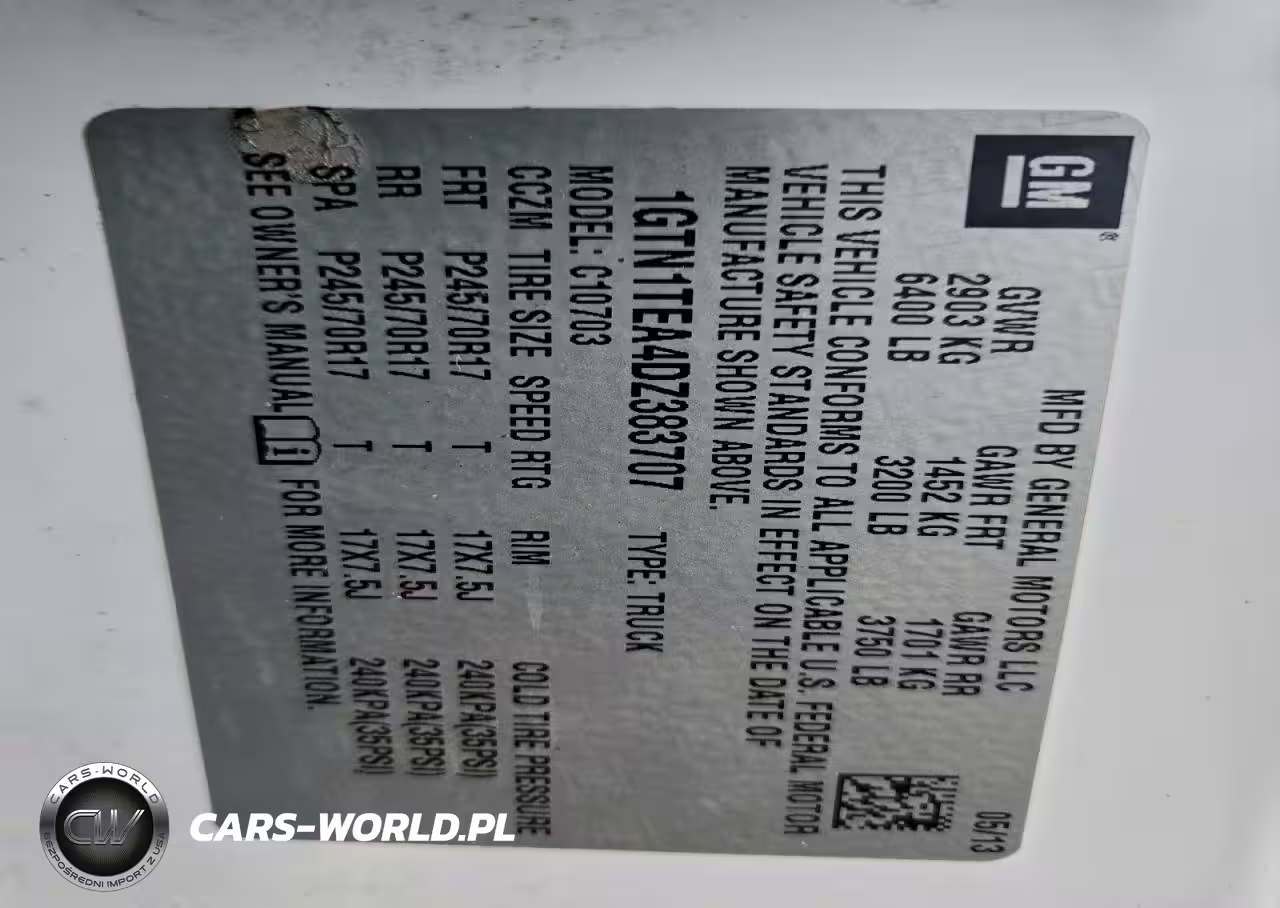 GM
MFD BY GENERAL MOTORS LLC 05/13
GVWR GAWR FRT GAWR RR
2903 KG 1452 KG 1701 KG
6400 LB 3200 LB 3750 LB
THIS VEHICLE CONFORMS TO ALL APPLICABLE U.S. FEDERAL MOTOR
VEHICLE SAFETY STANDARDS IN EFFECT ON THE DATE OF
MANUFACTURE SHOWN ABOVE.
1GTN1TEA4DZ383707 TYPE: TRUCK
MODEL: C10703
CCZM TIRE SIZE SPEED RTG RIM COLD TIRE PRESSURE
FRT P245/70R17 T 17X7.5J 240KPA(35PSI)
RR P245/70R17 T 17X7.5J 240KPA(35PSI)
SPA P245/70R17 T 17X7.5J 240KPA(35PSI)
SEE OWNER'S MANUAL i FOR MORE INFORMATION.
CARS-WORLD
CW
BEZPOŚREDNI IMPORT Z USA
CARS-WORLD.PL